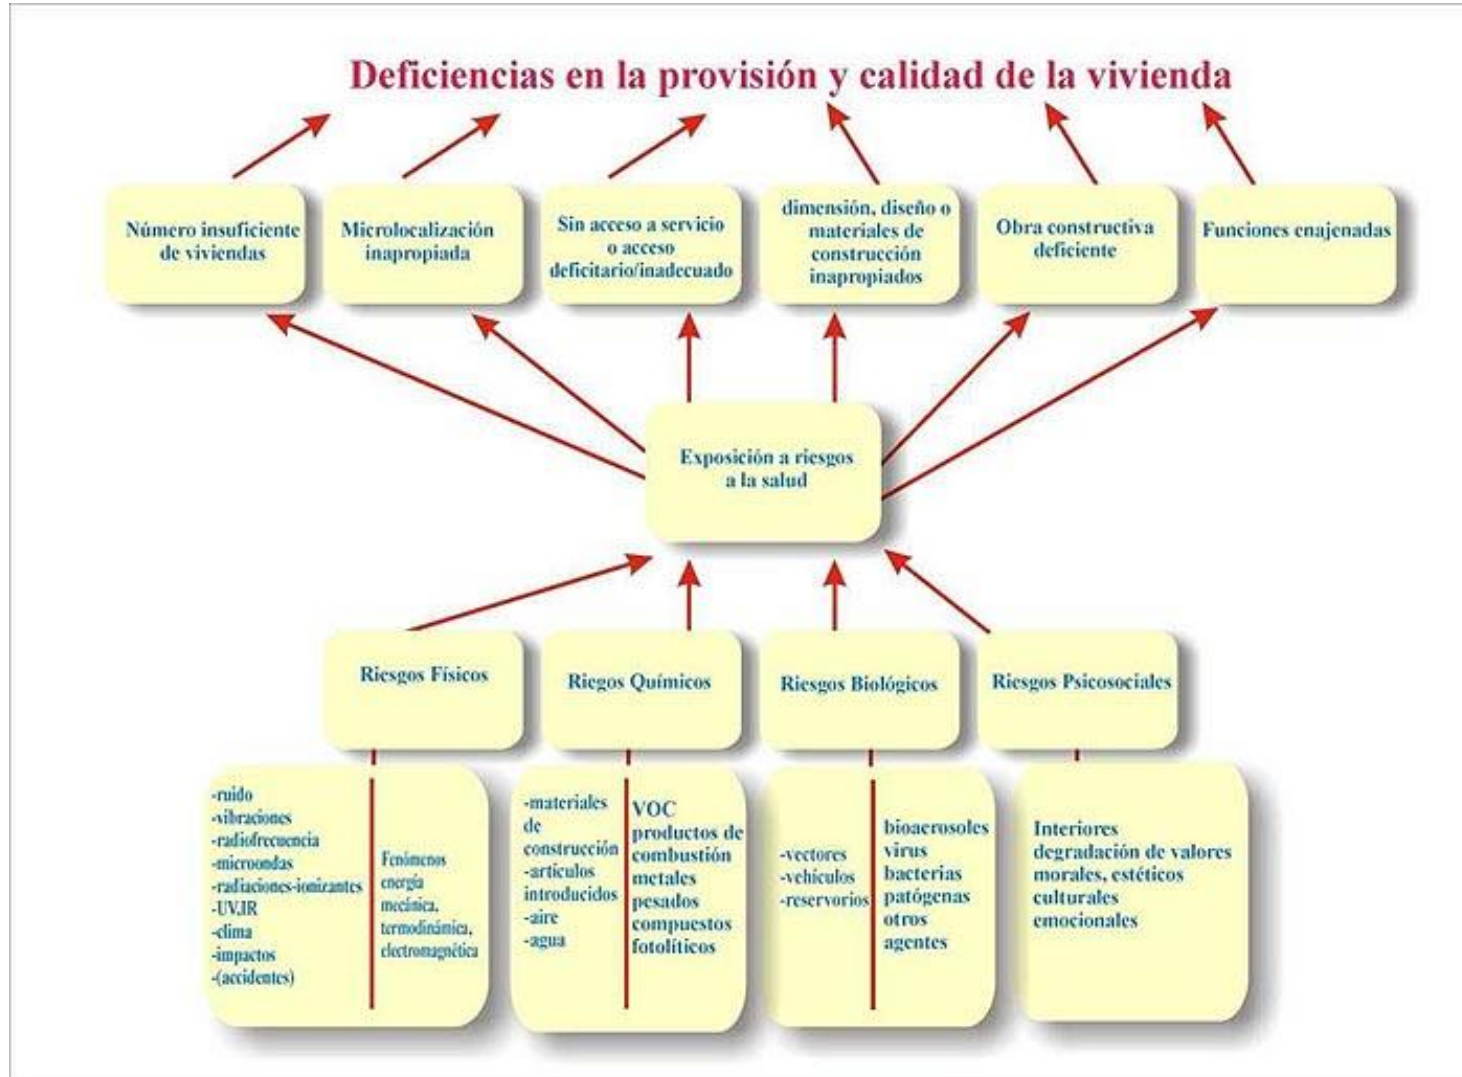 Deficiencias en la provisión y calidad de la vivienda
Número insuficiente
de viviendas
Microlocalización
inapropiada
Sin acceso a servicio
o acceso
deficitario/inadecuado
dimensión, diseño o
materiales de
construcción
inapropiados
Obra constructiva
deficiente
Funciones enajenadas
Exposición a riesgos
a la salud
Riesgos Físicos
Riegos Químicos
Riesgos Biológicos
Riesgos Psicosociales
-ruido
-vibraciones
-radiofrecuencia
-microondas
-radiaciones-ionizantes
-UV,IR
-clima
-impactos
-(accidentes)
Fenómenos
energía
mecánica,
termodinámica,
electromagnética
-materiales
de
construcción
-artículos
introducidos
-aire
-agua
VOC
productos de
combustión
metales
pesados
compuestos
fotolíticos
-vectores
-vehículos
-reservorios
bioaerosoles
virus
bacterias
patógenas
otros
agentes
Interiores
degradación de valores
morales, estéticos
culturales
emocionales